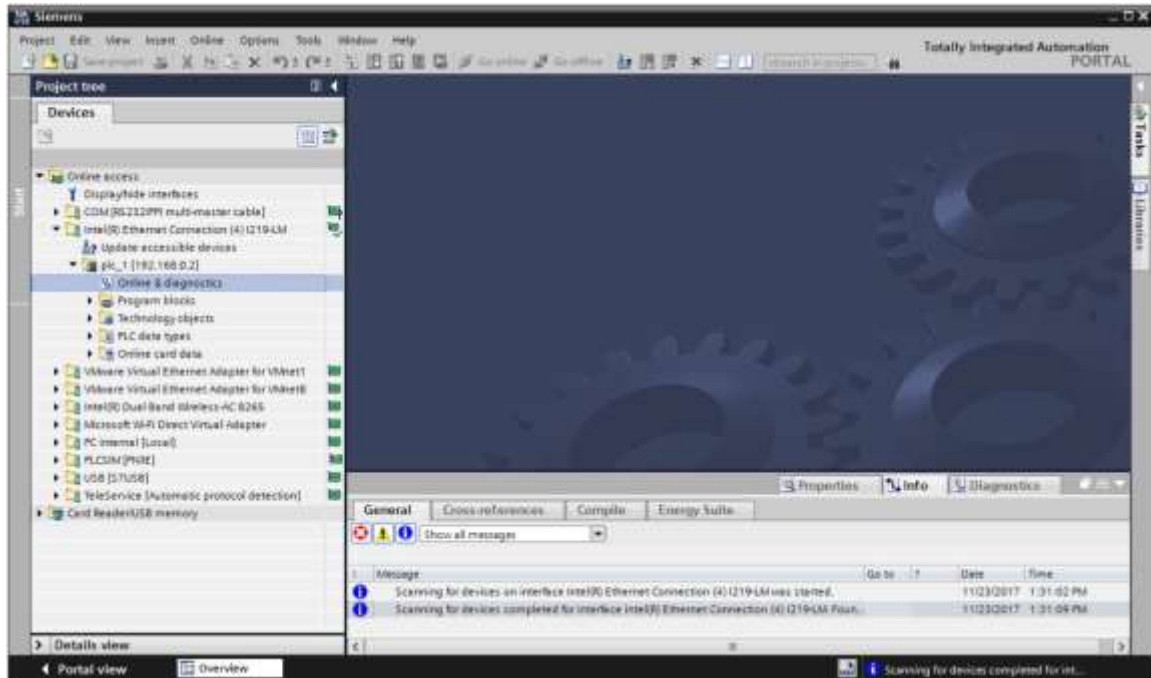 Siemens
Project Edit View Insert Online Options Tools Window Help
Totally Integrated Automation
PORTAL
Save project Go online Go offline
Project tree
Devices
Online access
Display/hide interfaces
COM [RS232/PPI multi-master cable]
Intel(R) Ethernet Connection (4) I219-LM
Update accessible devices
plc_1 [192.168.0.2]
Online & diagnostics
Program blocks
Technology objects
PLC data types
Online card data
VMware Virtual Ethernet Adapter for VMnet1
VMware Virtual Ethernet Adapter for VMnet8
Intel(R) Dual Band Wireless-AC 8265
Microsoft Wi-Fi Direct Virtual Adapter
PC internal [Local]
PLCSIM [PN/IE]
USB [S7USB]
TeleService [Automatic protocol detection]
Card Reader/USB memory
Start
Tasks
Libraries
Properties Info Diagnostics
General Cross-references Compile Energy Suite
Show all messages
! Message Go to ? Date Time
Scanning for devices on interface Intel(R) Ethernet Connection (4) I219-LM was started. 11/23/2017 1:31:02 PM
Scanning for devices completed for interface Intel(R) Ethernet Connection (4) I219-LM. Foun... 11/23/2017 1:31:09 PM
Details view
Portal view Overview Scanning for devices completed for int...